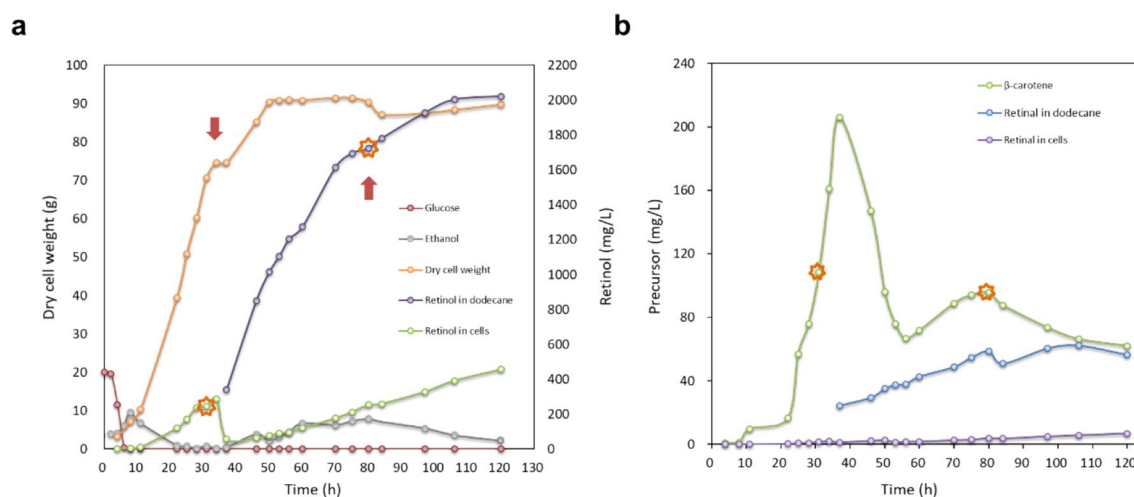 a
100
90
80
70
60
50
40
30
20
10
0
Dry cell weight (g)
0 10 20 30 40 50 60 70 80 90 100 110 120 130
Time (h)
2200
2000
1800
1600
1400
1200
1000
800
600
400
200
0
Retinol (mg/L)
Glucose
Ethanol
Dry cell weight
Retinol in dodecane
Retinol in cells
b
240
200
160
120
80
40
0
Precursor (mg/L)
0 10 20 30 40 50 60 70 80 90 100 110 120
Time (h)
β-carotene
Retinal in dodecane
Retinal in cells